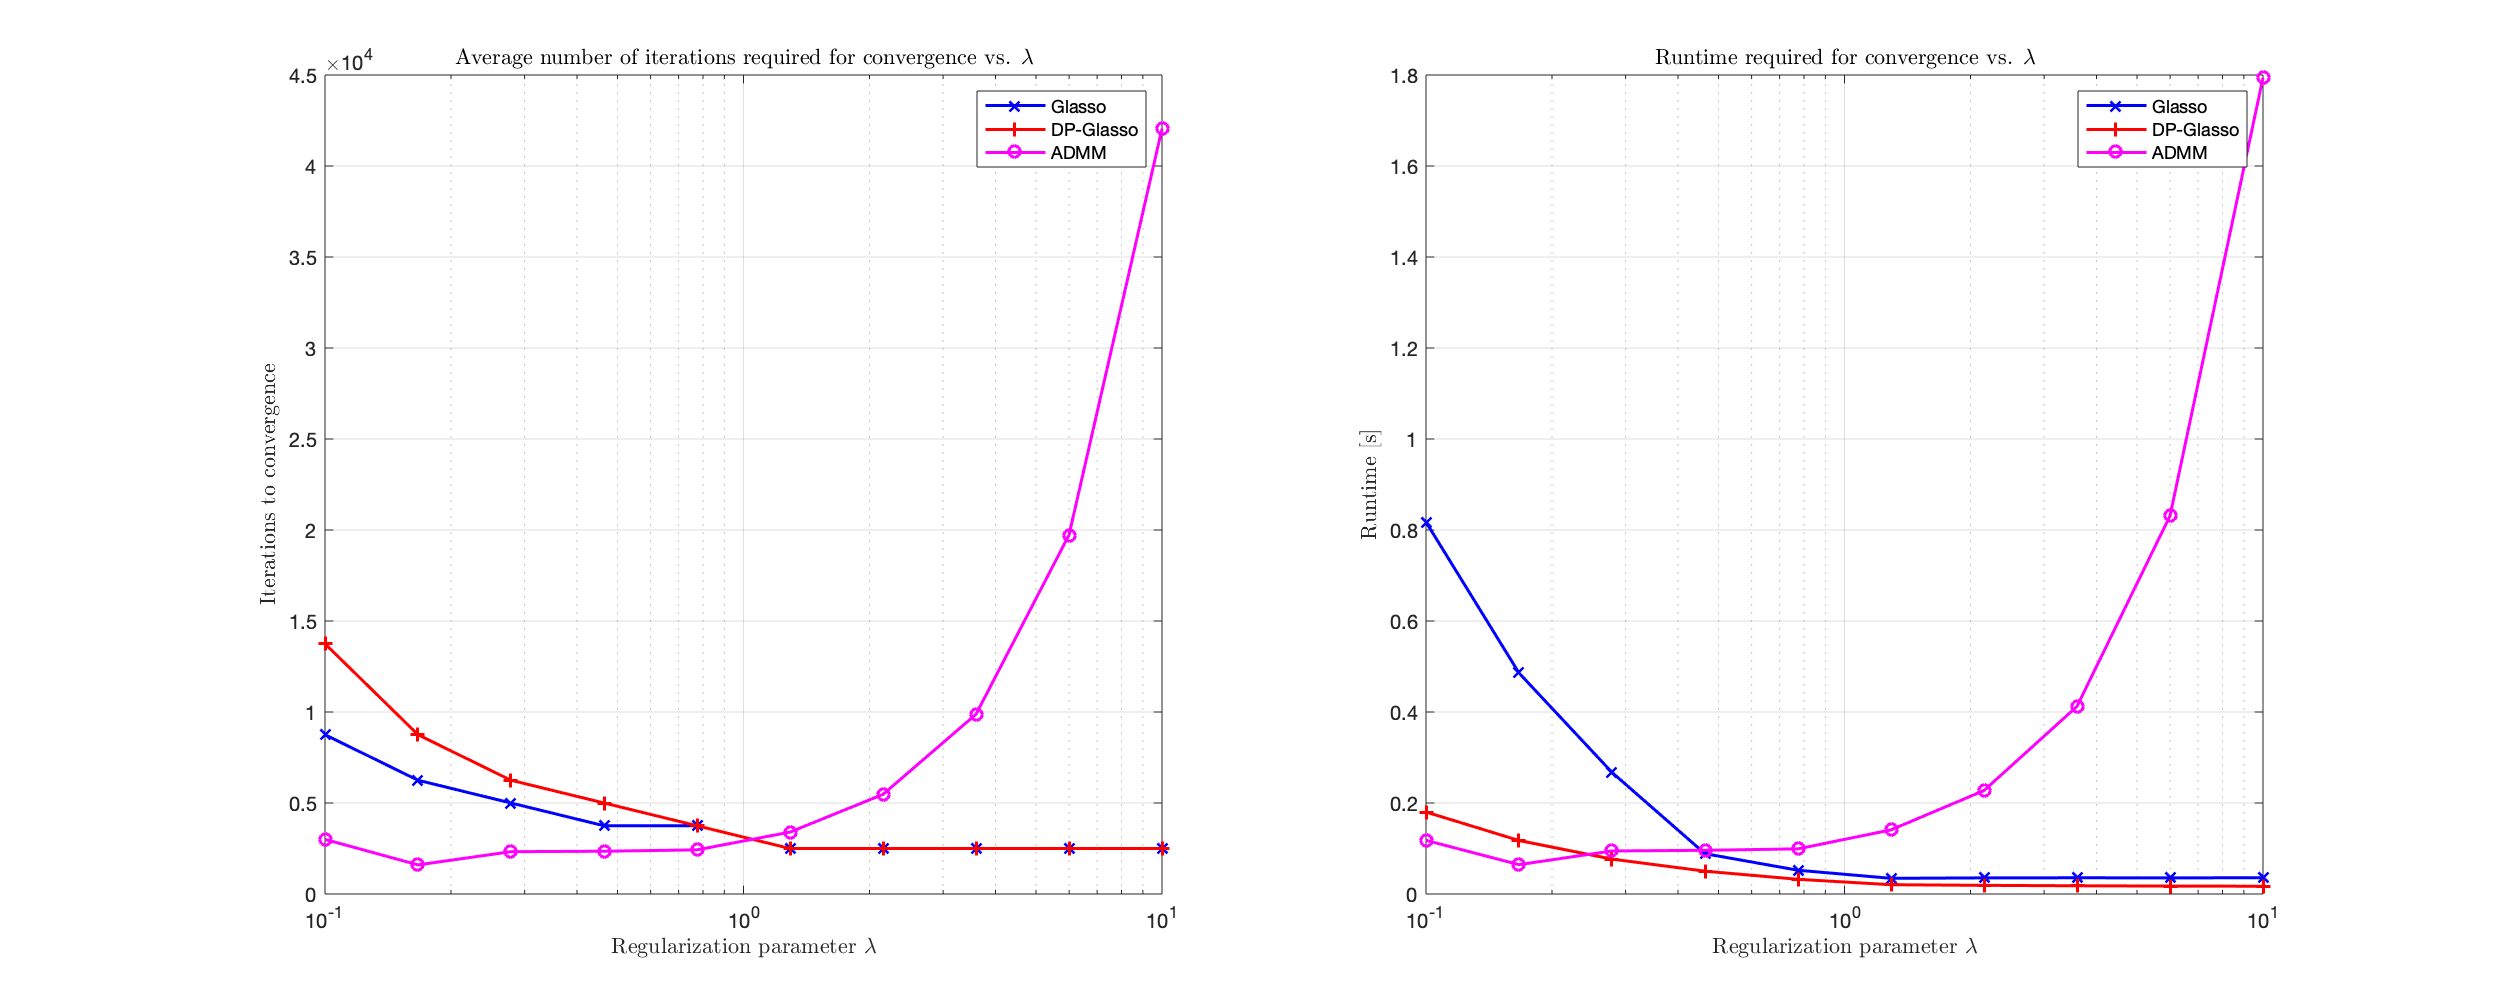 Average number of iterations required for convergence vs. λ
×10^4
4.5
4
3.5
3
2.5
2
1.5
1
0.5
0
Iterations to convergence
10^-1
10^0
10^1
Regularization parameter λ
Glasso
DP-Glasso
ADMM
Runtime required for convergence vs. λ
1.8
1.6
1.4
1.2
1
0.8
0.6
0.4
0.2
0
Runtime [s]
10^-1
10^0
10^1
Regularization parameter λ
Glasso
DP-Glasso
ADMM